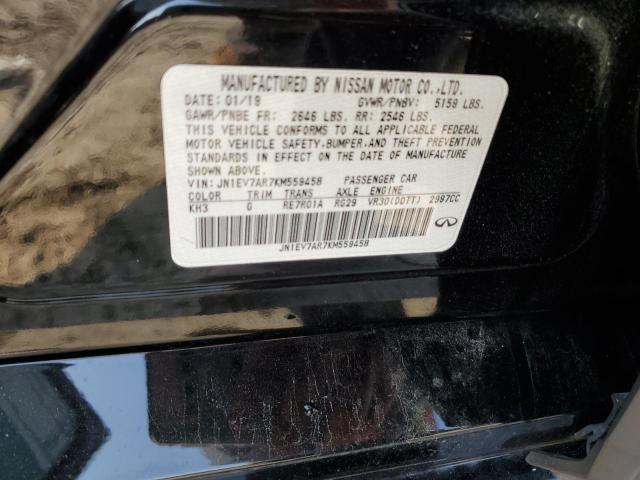 MANUFACTURED BY NISSAN MOTOR CO.,LTD.
DATE: 01/19 GVWR/PNBV: 5159 LBS.
GAWR/PNBE FR: 2646 LBS. RR: 2546 LBS.
THIS VEHICLE CONFORMS TO ALL APPLICABLE FEDERAL
MOTOR VEHICLE SAFETY,BUMPER,AND THEFT PREVENTION
STANDARDS IN EFFECT ON THE DATE OF MANUFACTURE
SHOWN ABOVE.
VIN: JN1EV7AR7KM559458 PASSENGER CAR
COLOR TRIM TRANS AXLE ENGINE
KH3 G RE7R01A RG29 VR30(DDTT) 2997CC
JN1EV7AR7KM559458